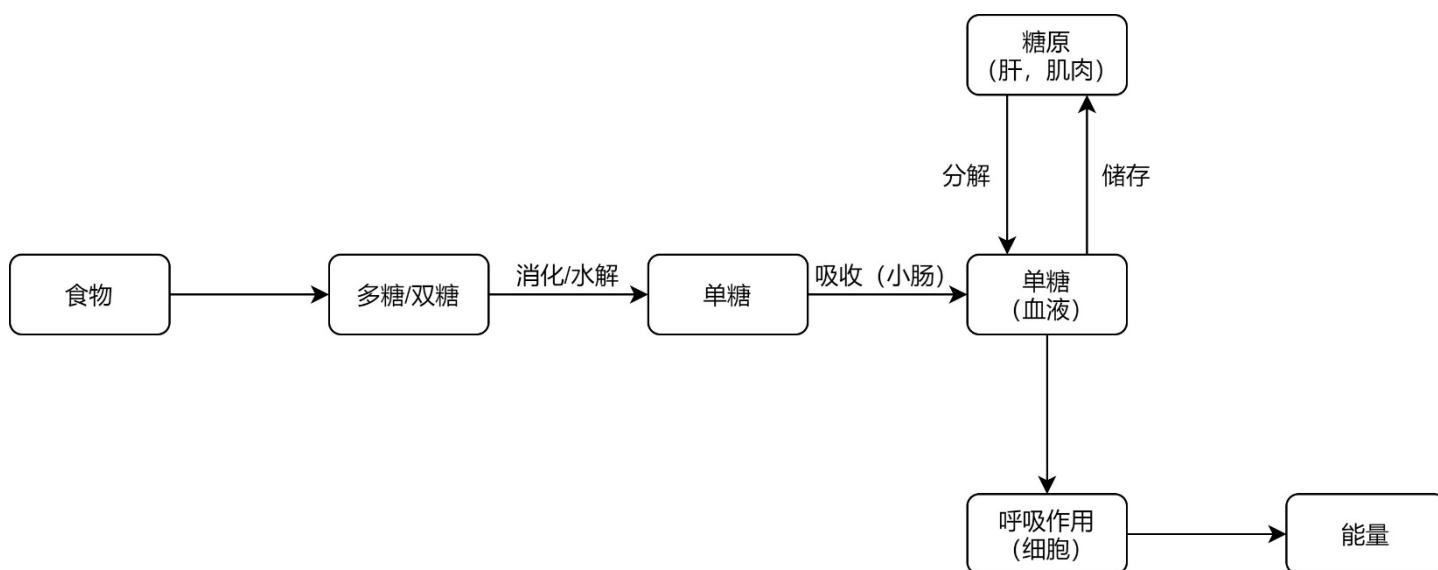 糖原
（肝，肌肉）
分解
储存
食物
多糖/双糖
消化/水解
单糖
吸收（小肠）
单糖
（血液）
呼吸作用
（细胞）
能量